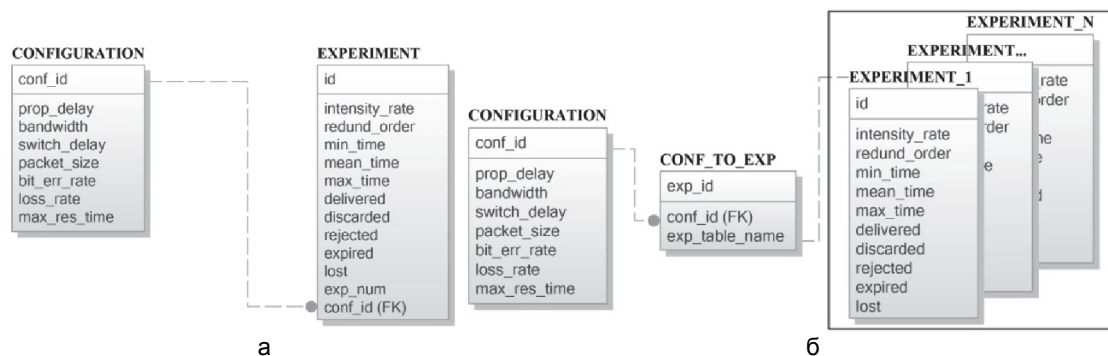 CONFIGURATION
conf_id
prop_delay
bandwidth
switch_delay
packet_size
bit_err_rate
loss_rate
max_res_time
EXPERIMENT
id
intensity_rate
redund_order
min_time
mean_time
max_time
delivered
discarded
rejected
expired
lost
exp_num
conf_id (FK)
а
CONFIGURATION
conf_id
prop_delay
bandwidth
switch_delay
packet_size
bit_err_rate
loss_rate
max_res_time
CONF_TO_EXP
exp_id
conf_id (FK)
exp_table_name
EXPERIMENT_N
EXPERIMENT...
EXPERIMENT_1
id
intensity_rate
redund_order
min_time
mean_time
max_time
delivered
discarded
rejected
expired
lost
б